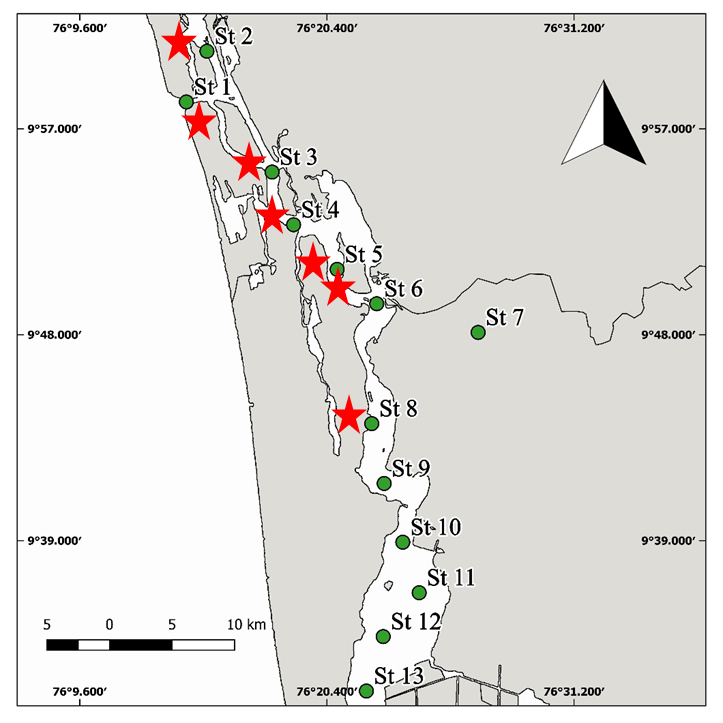 76°9.600′ 76°20.400′ 76°31.200′
St 2
St 1
9°57.000′ 9°57.000′
St 3
St 4
St 5
St 6
St 7
9°48.000′ 9°48.000′
St 8
St 9
St 10
9°39.000′ 9°39.000′
St 11
St 12
5 0 5 10 km
St 13
76°9.600′ 76°20.400′ 76°31.200′